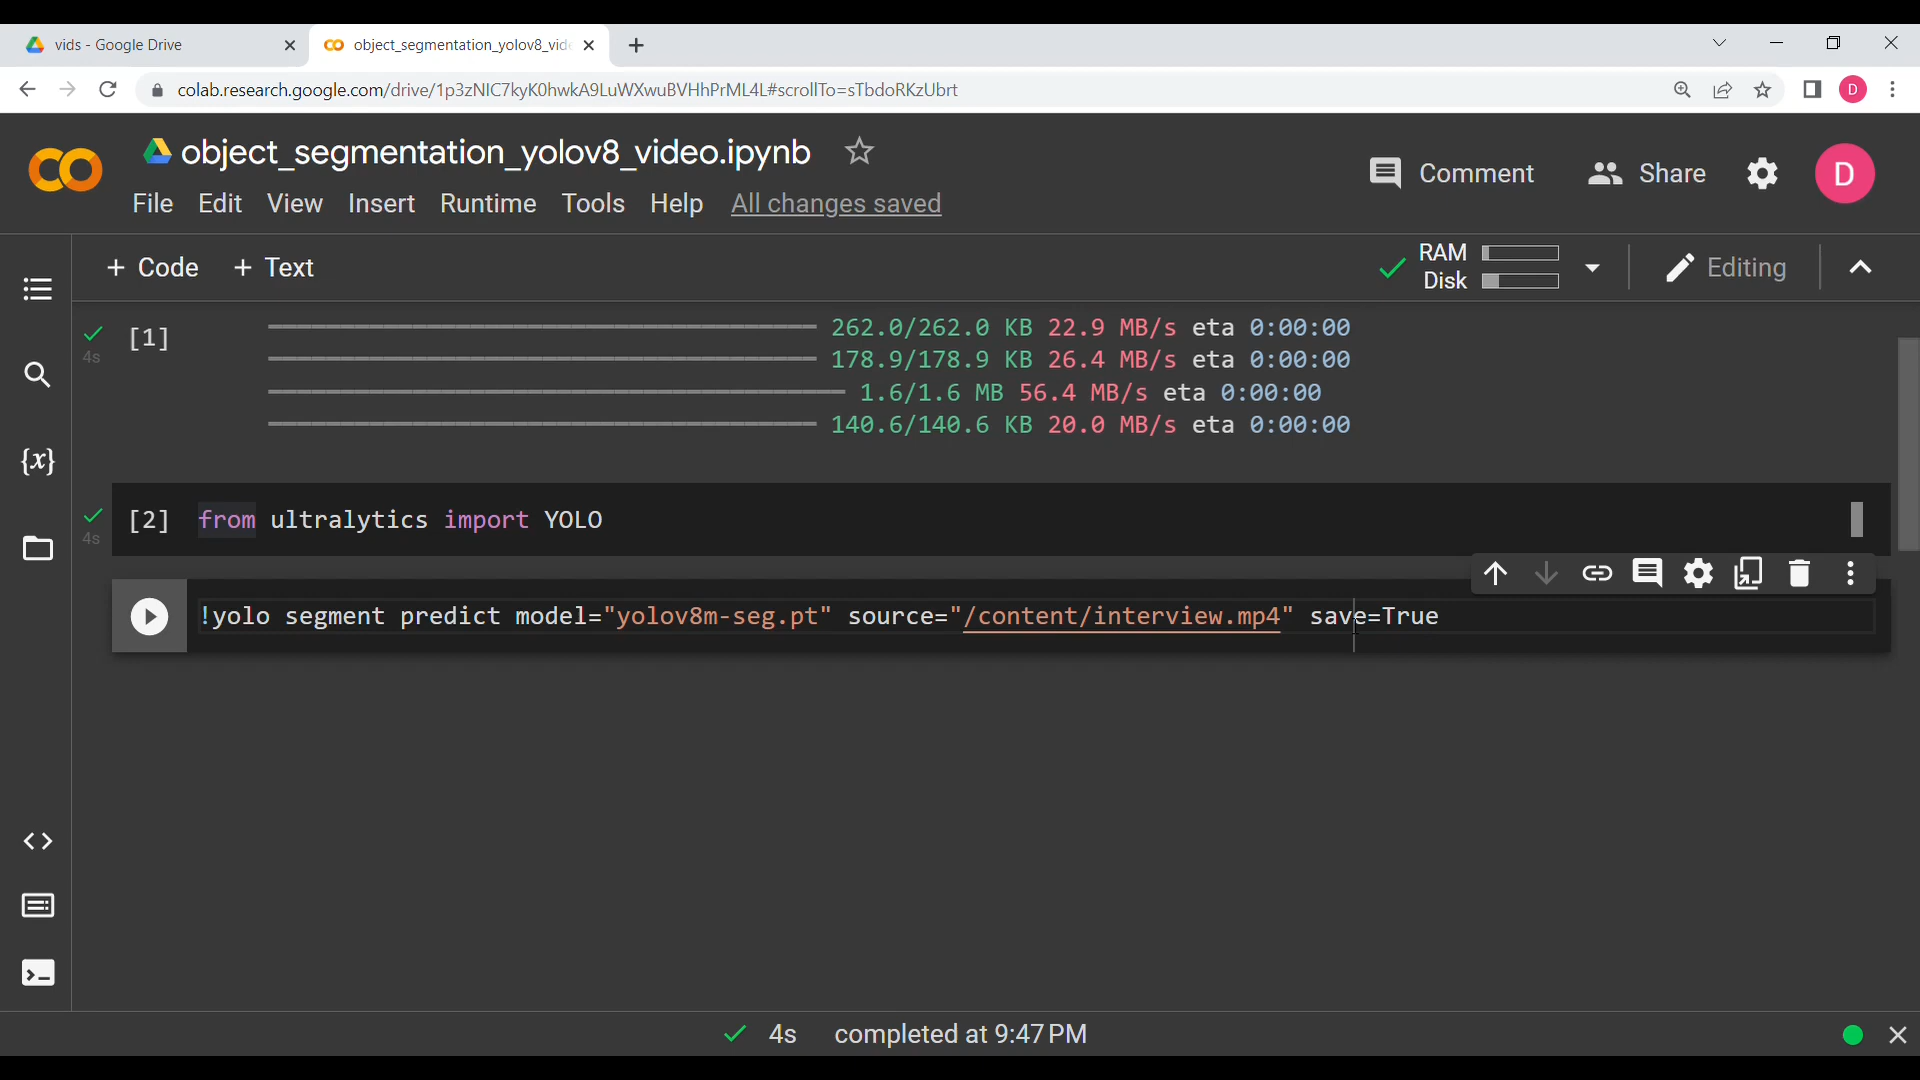 vids - Google Drive
object_segmentation_yolov8_vid
colab.research.google.com/drive/1p3zNIC7kyK0hwkA9LuWXwuBVHhPrML4L#scrollTo=sTbdoRKzUbrt
D
object_segmentation_yolov8_video.ipynb
Comment
Share
D
File Edit View Insert Runtime Tools Help All changes saved
+ Code + Text
RAM
Disk
Editing
[1]
4s
262.0/262.0 KB 22.9 MB/s eta 0:00:00
178.9/178.9 KB 26.4 MB/s eta 0:00:00
1.6/1.6 MB 56.4 MB/s eta 0:00:00
140.6/140.6 KB 20.0 MB/s eta 0:00:00
{x}
[2] from ultralytics import YOLO
4s
!yolo segment predict model="yolov8m-seg.pt" source="/content/interview.mp4" save=True
4s completed at 9:47 PM